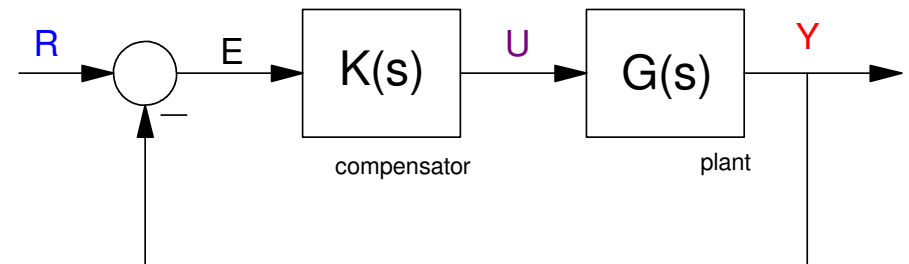 R
E
K(s)
U
G(s)
Y
—
compensator
plant